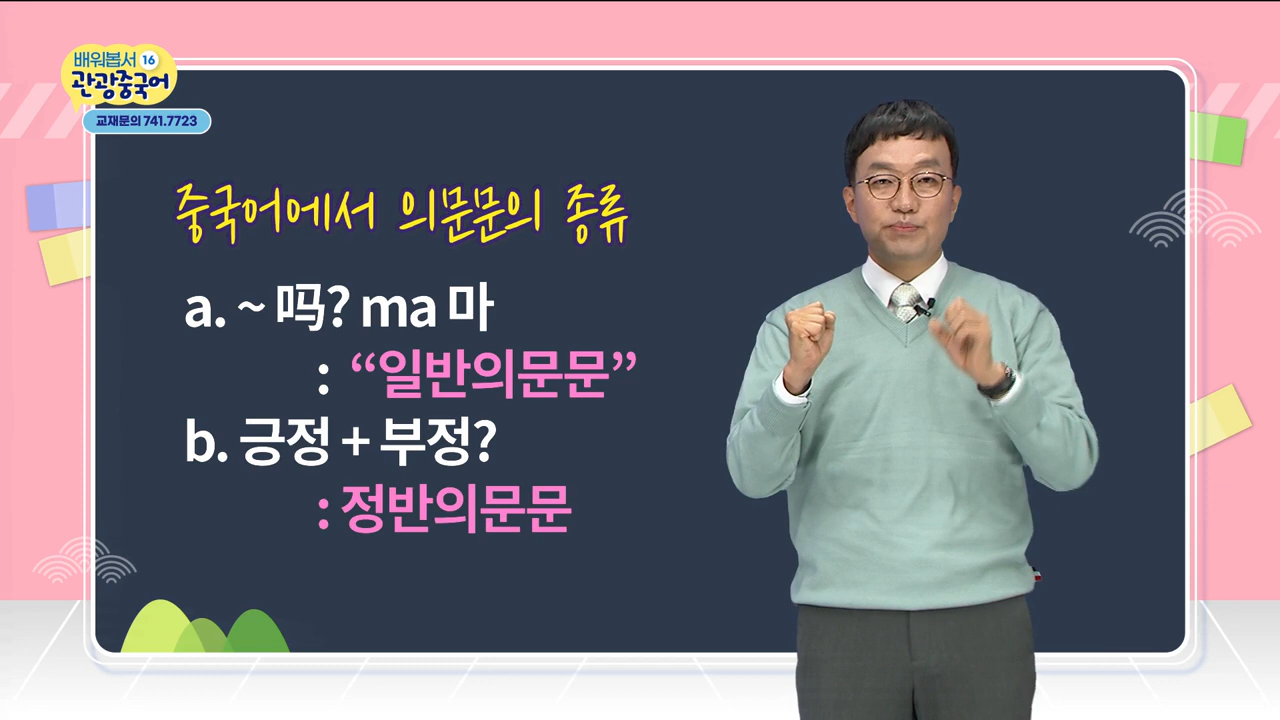 배워봅서 16
관광중국어
교재문의 741.7723
중국어에서 의문문의 종류
a. ~ 吗? ma 마
: “일반의문문”
b. 긍정 + 부정?
: 정반의문문